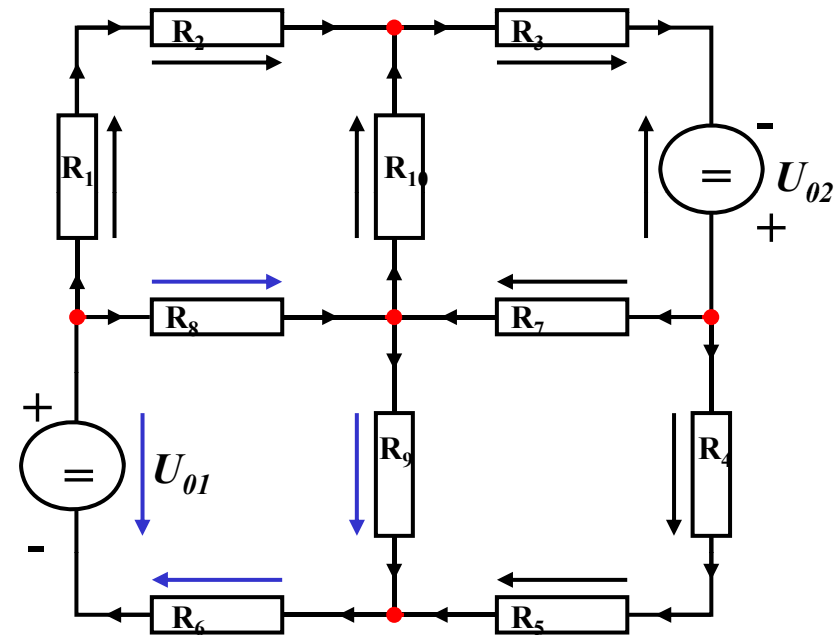 R2
R3
R1
R10
-
=
U02
+
R8
R7
+
=
U01
-
R9
R4
R6
R5